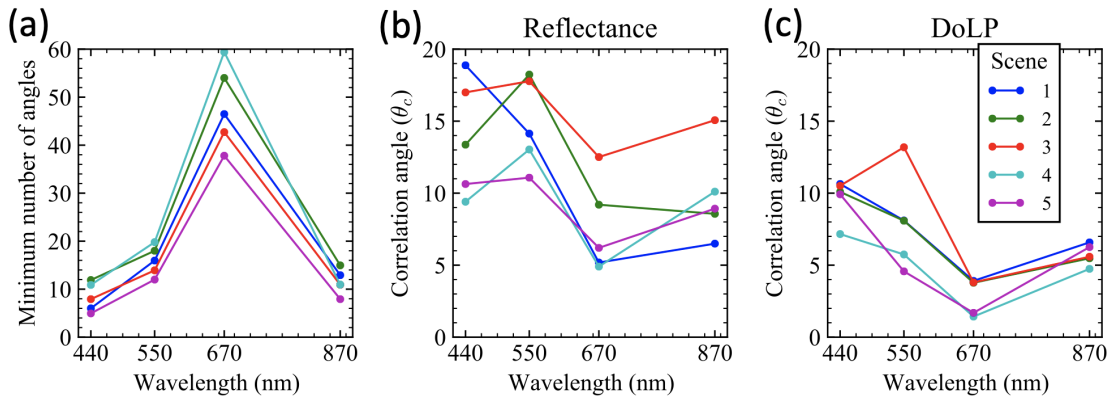 (a)
Minimum number of angles
60
50
40
30
20
10
0
440 550 670 870
Wavelength (nm)
(b)
Reflectance
Correlation angle (θc)
20
15
10
5
0
440 550 670 870
Wavelength (nm)
(c)
DoLP
Correlation angle (θc)
20
15
10
5
0
440 550 670 870
Wavelength (nm)
Scene
1
2
3
4
5